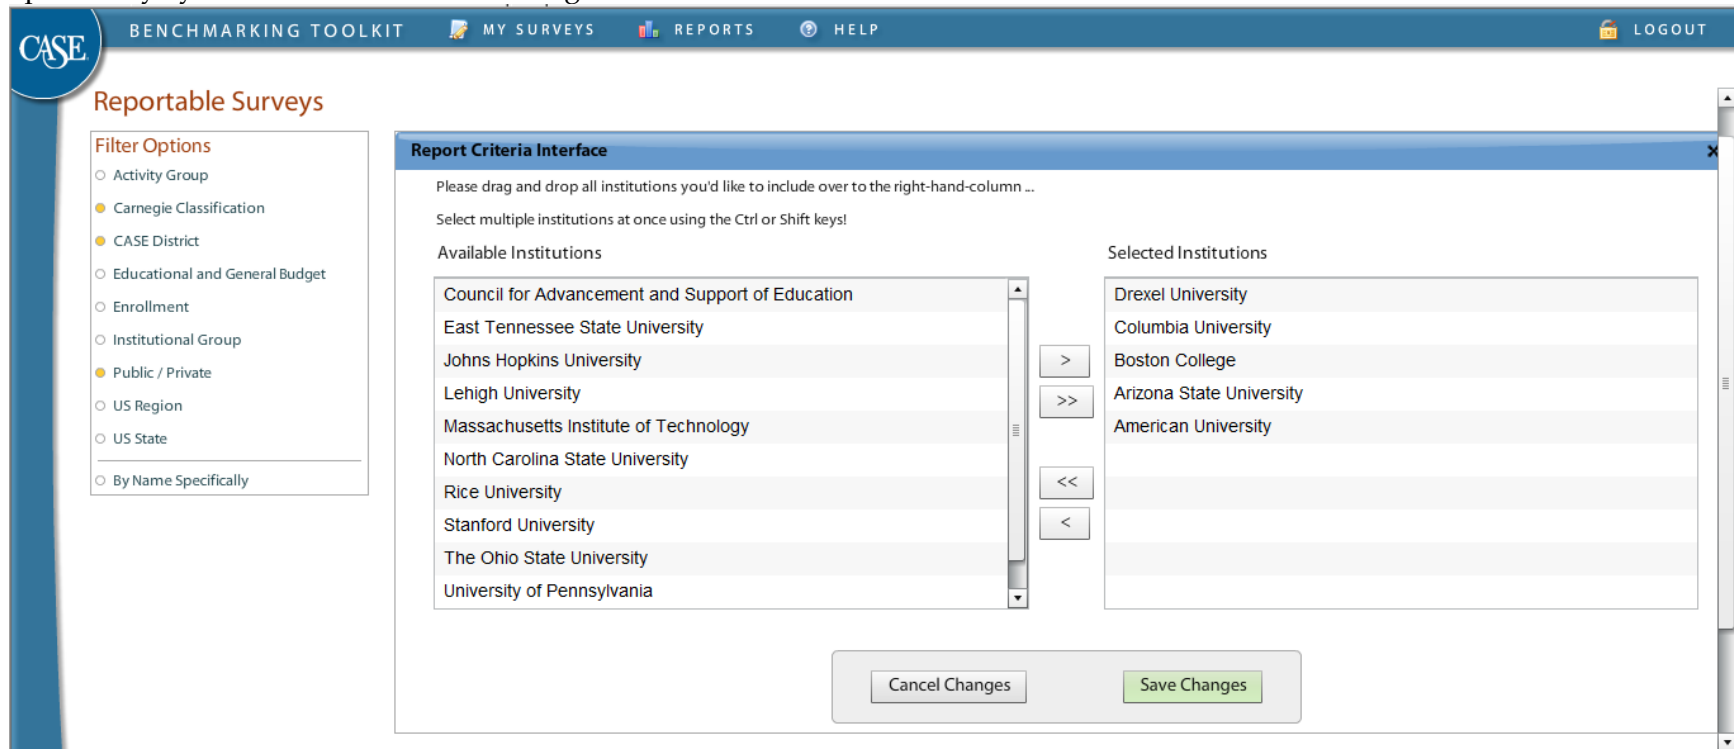 CASE
BENCHMARKING TOOLKIT
MY SURVEYS
REPORTS
HELP
LOGOUT
Reportable Surveys
Filter Options
Activity Group
Carnegie Classification
CASE District
Educational and General Budget
Enrollment
Institutional Group
Public / Private
US Region
US State
By Name Specifically
Report Criteria Interface
Please drag and drop all institutions you'd like to include over to the right-hand-column ...
Select multiple institutions at once using the Ctrl or Shift keys!
Available Institutions
Council for Advancement and Support of Education
East Tennessee State University
Johns Hopkins University
Lehigh University
Massachusetts Institute of Technology
North Carolina State University
Rice University
Stanford University
The Ohio State University
University of Pennsylvania
>
>>
<<
<
Selected Institutions
Drexel University
Columbia University
Boston College
Arizona State University
American University
Cancel Changes
Save Changes